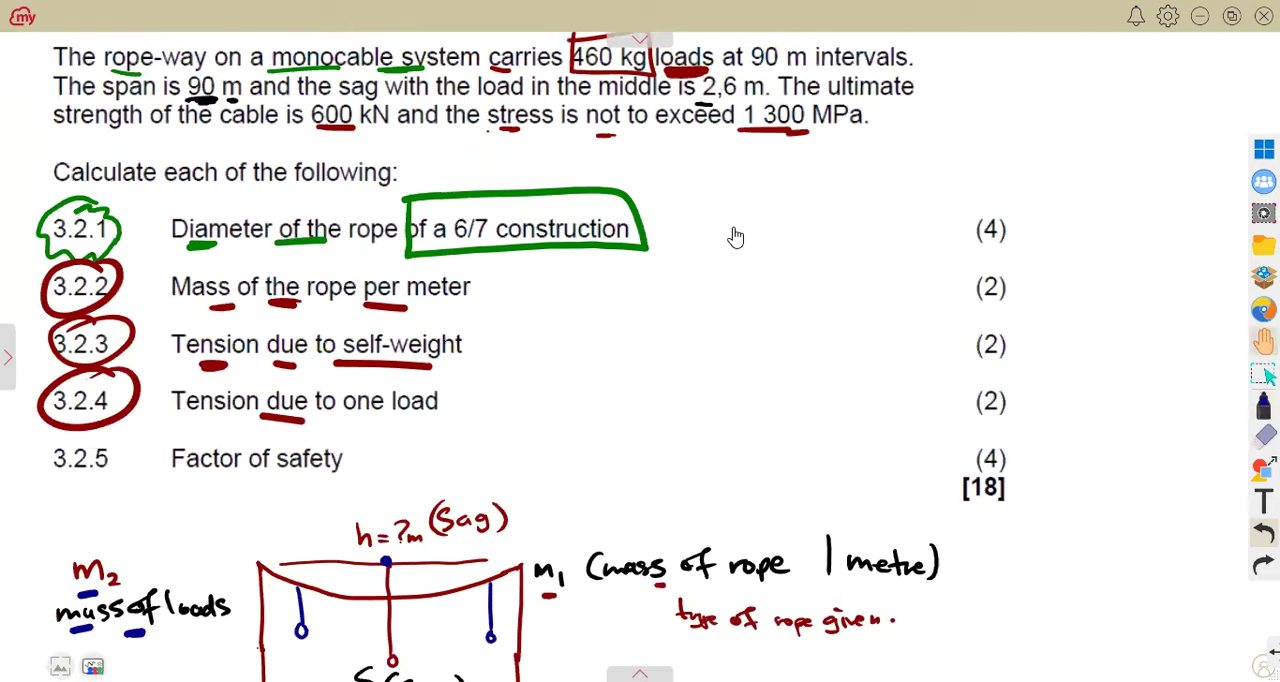 my
The rope-way on a monocable system carries 460 kg loads at 90 m intervals.
The span is 90 m and the sag with the load in the middle is 2,6 m. The ultimate
strength of the cable is 600 kN and the stress is not to exceed 1 300 MPa.
Calculate each of the following:
3.2.1 Diameter of the rope of a 6/7 construction (4)
3.2.2 Mass of the rope per meter (2)
3.2.3 Tension due to self-weight (2)
3.2.4 Tension due to one load (2)
3.2.5 Factor of safety (4)
[18]
h = ?m (Sag)
m₂
mass of loads
m₁ (mass of rope / metre)
type of rope given.
T